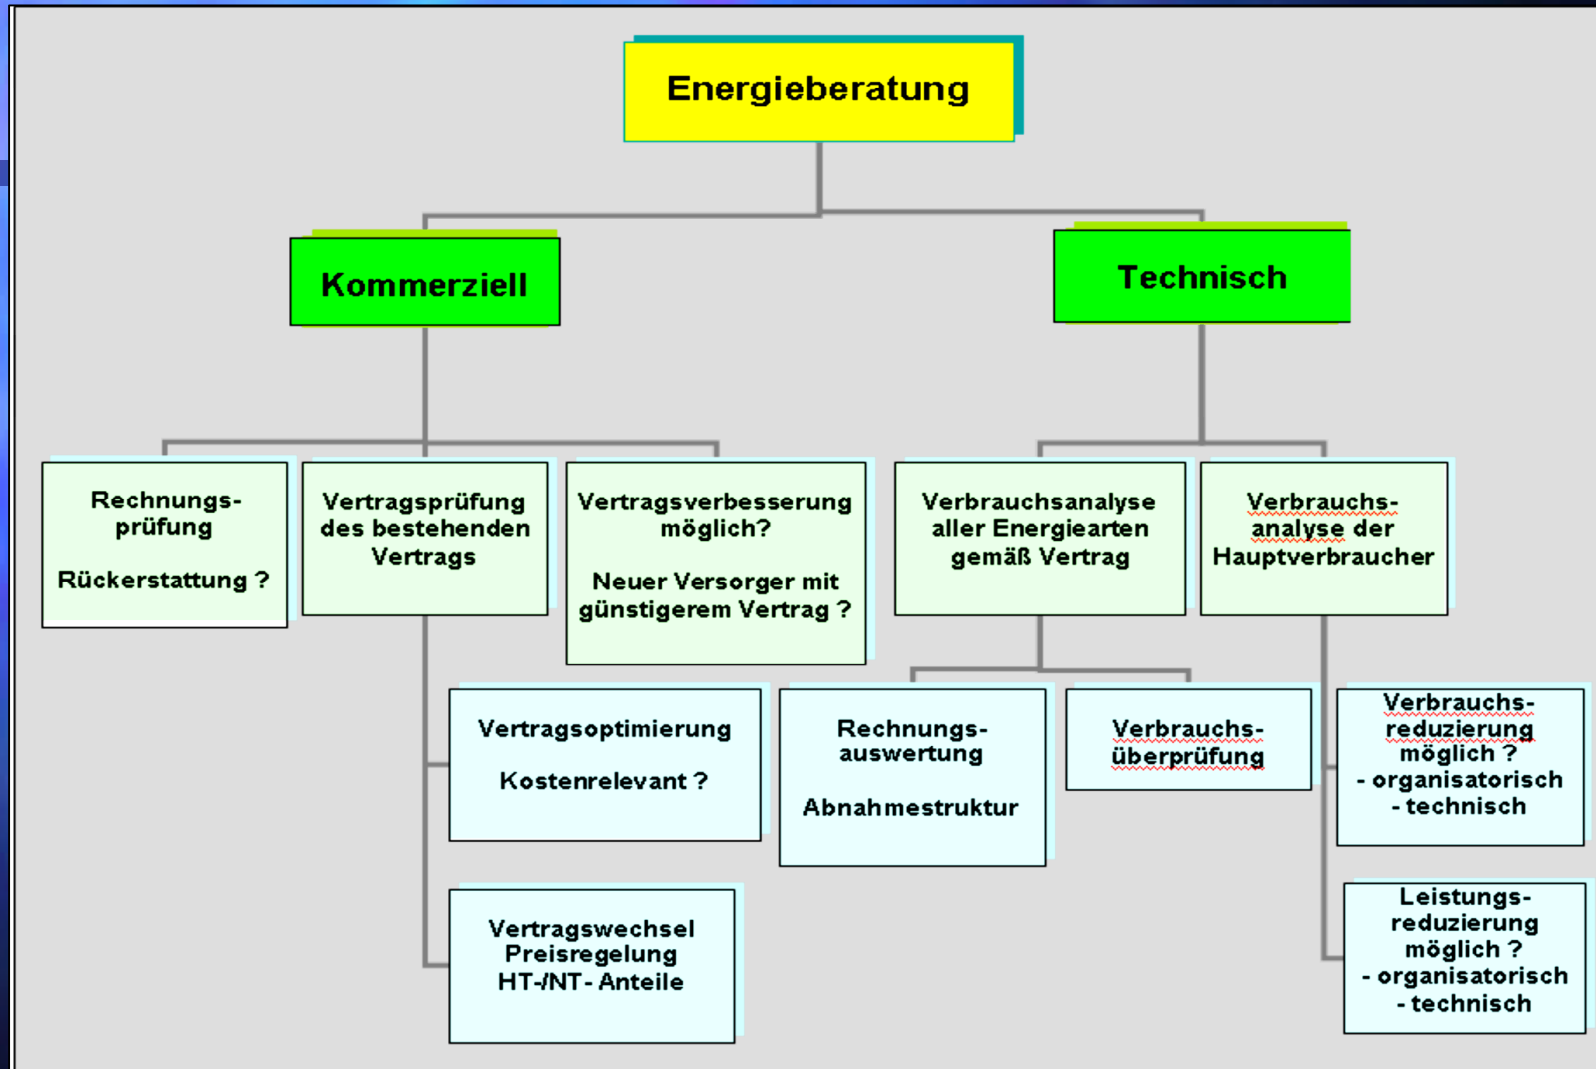 Energieberatung
Kommerziell
Technisch
Rechnungs-
prüfung
Rückerstattung ?
Vertragsprüfung
des bestehenden
Vertrags
Vertragsverbesserung
möglich?
Neuer Versorger mit
günstigerem Vertrag ?
Verbrauchsanalyse
aller Energiearten
gemäß Vertrag
Verbrauchs-
analyse der
Hauptverbraucher
Vertragsoptimierung
Kostenrelevant ?
Rechnungs-
auswertung
Abnahmestruktur
Verbrauchs-
überprüfung
Verbrauchs-
reduzierung
möglich ?
- organisatorisch
- technisch
Vertragswechsel
Preisregelung
HT-/NT- Anteile
Leistungs-
reduzierung
möglich ?
- organisatorisch
- technisch